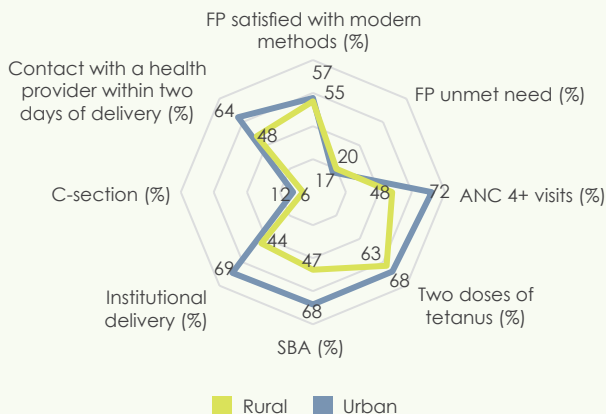 FP satisfied with modern
methods (%)
57
55
Contact with a health
provider within two
days of delivery (%)
64
48
FP unmet need (%)
20
17
C-section (%)
12
6
48
72
ANC 4+ visits (%)
44
47
63
69
68
68
Institutional
delivery (%)
Two doses of
tetanus (%)
SBA (%)
Rural
Urban